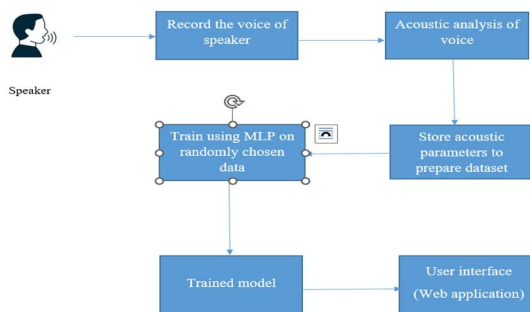 Record the voice of
speaker
Acoustic analysis of
voice
Speaker
Train using MLP on
randomly chosen
data
Store acoustic
parameters to
prepare dataset
Trained model
User interface
(Web application)